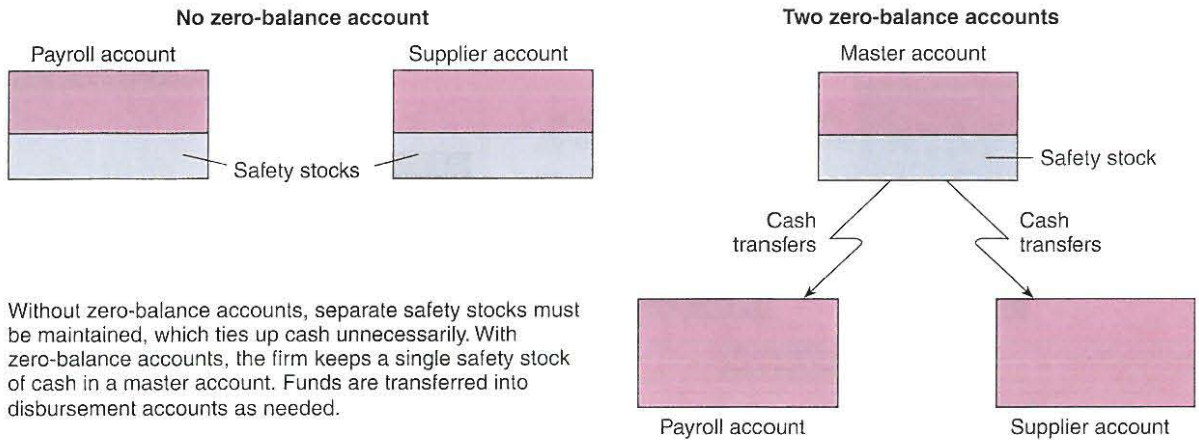 No zero-balance account
Payroll account
Supplier account
Safety stocks
Without zero-balance accounts, separate safety stocks must
be maintained, which ties up cash unnecessarily. With
zero-balance accounts, the firm keeps a single safety stock
of cash in a master account. Funds are transferred into
disbursement accounts as needed.
Two zero-balance accounts
Master account
Safety stock
Cash
transfers
Cash
transfers
Payroll account
Supplier account